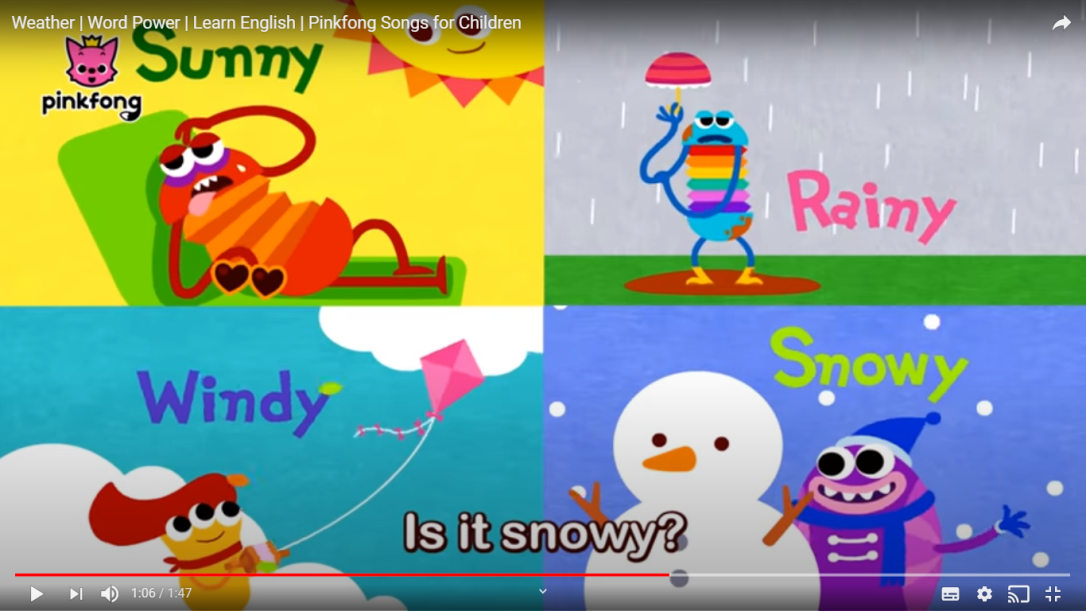 Weather | Word Power | Learn English | Pinkfong Songs for Children
pinkfong
Sunny
Rainy
Windy
Snowy
Is it snowy?
1:06 / 1:47